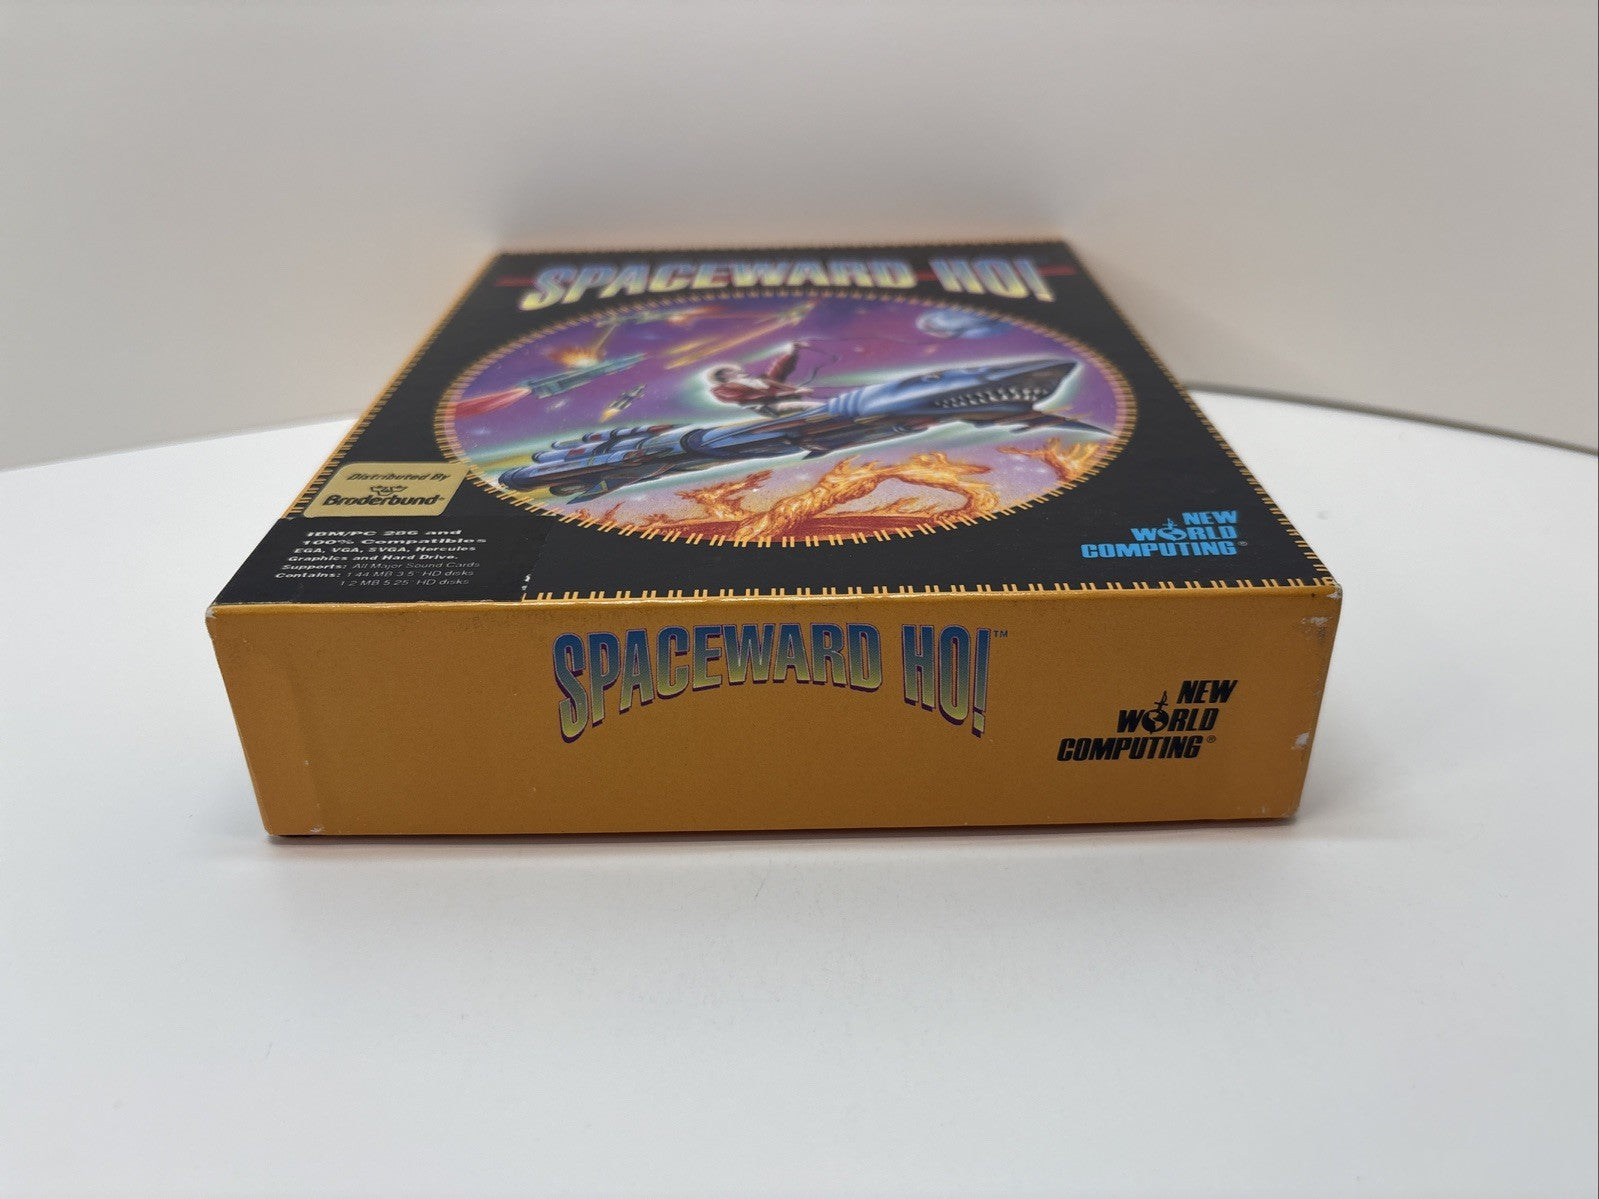 SPACEWARD HO!
Distributed By
Brøderbund™
IBM/PC 286 and
100% Compatibles
EGA, VGA, SVGA, Hercules
Graphics and Hard Drive.
Supports: All Major Sound Cards
Contains: 1.44 MB 3.5" HD disks
1.2 MB 5.25" HD disks
NEW
WORLD
COMPUTING®
SPACEWARD HO!™
NEW
WORLD
COMPUTING®